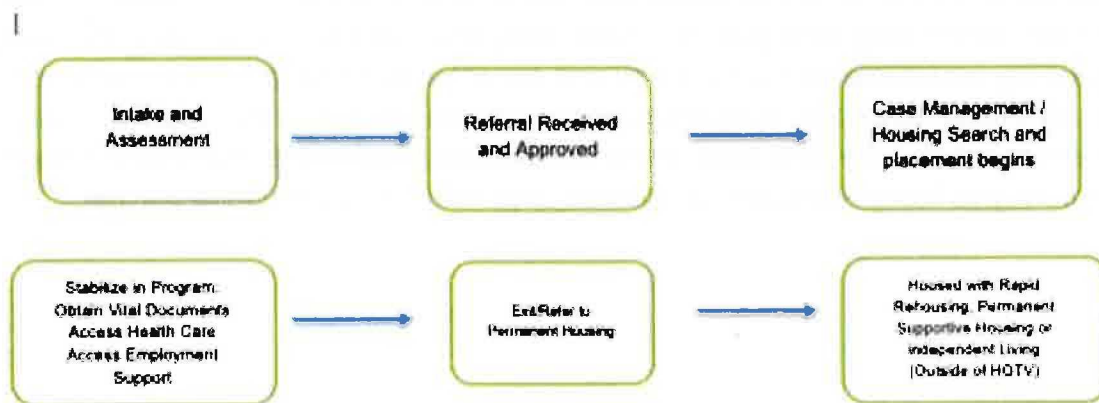 Intake and
Assessment
Referral Received
and Approved
Case Management /
Housing Search and
placement begins
Stabilize in Program:
Obtain Vital Documents
Access Health Care
Access Employment
Support
Exit/Refer to
Permanent Housing
Housed with Rapid
Rehousing, Permanent
Supportive Housing or
Independent Living
(Outside of HQTV)